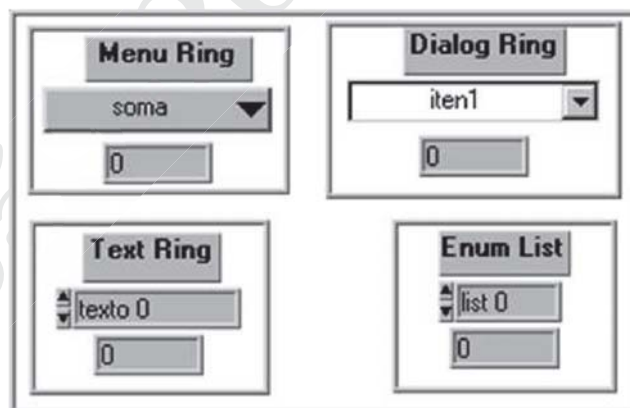 Menu Ring
soma
0
Dialog Ring
iten1
0
Text Ring
texto 0
0
Enum List
list 0
0